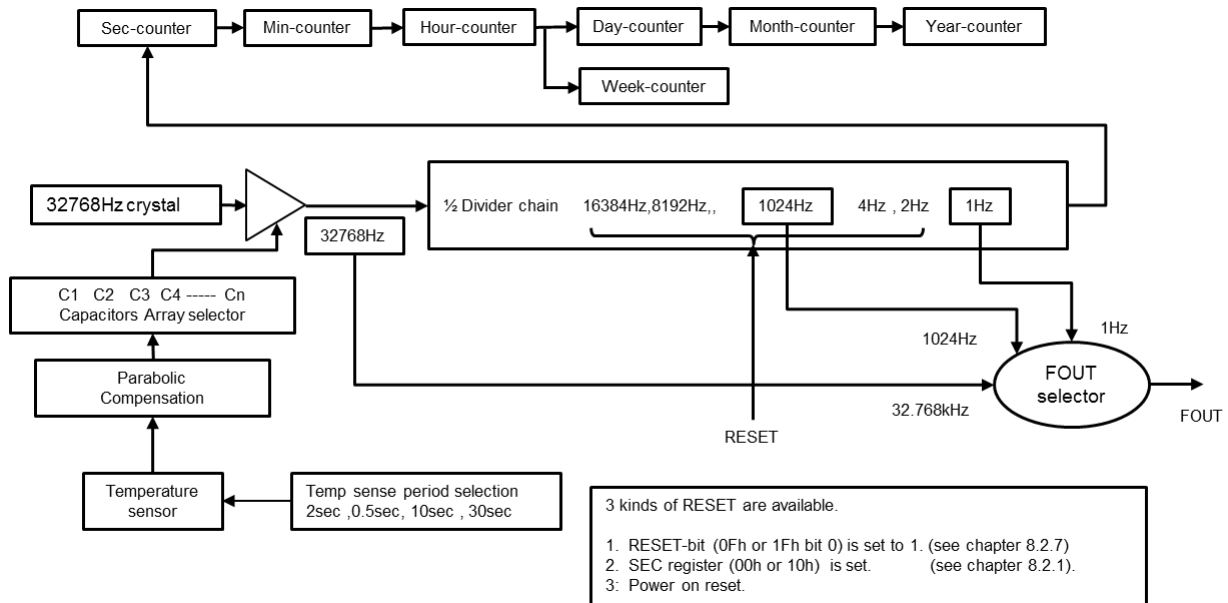 Sec-counter
Min-counter
Hour-counter
Day-counter
Month-counter
Year-counter
Week-counter
32768Hz crystal
½ Divider chain 16384Hz,8192Hz,, 1024Hz 4Hz , 2Hz 1Hz
32768Hz
C1 C2 C3 C4 ----- Cn
Capacitors Array selector
1024Hz
1Hz
Parabolic
Compensation
FOUT
selector
32.768kHz
FOUT
RESET
Temperature
sensor
Temp sense period selection
2sec ,0.5sec, 10sec , 30sec
3 kinds of RESET are available.
1. RESET-bit (0Fh or 1Fh bit 0) is set to 1. (see chapter 8.2.7)
2. SEC register (00h or 10h) is set. (see chapter 8.2.1).
3: Power on reset.